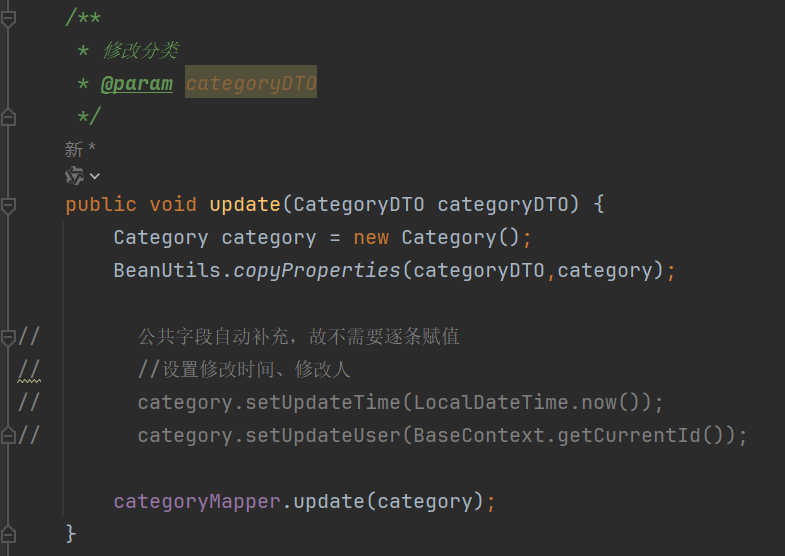 /**
 * 修改分类
 * @param categoryDTO
 */
新 *
public void update(CategoryDTO categoryDTO) {
    Category category = new Category();
    BeanUtils.copyProperties(categoryDTO,category);
//        公共字段自动补充，故不需要逐条赋值
//        //设置修改时间、修改人
//        category.setUpdateTime(LocalDateTime.now());
//        category.setUpdateUser(BaseContext.getCurrentId());
    categoryMapper.update(category);
}